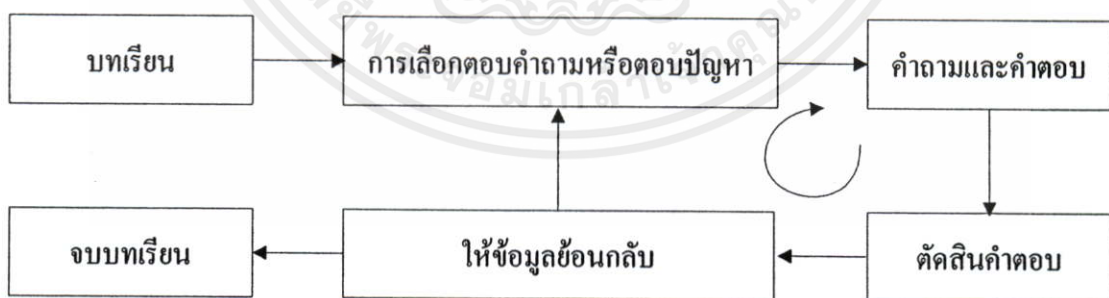 บทเรียน
การเลือกตอบคำถามหรือตอบปัญหา
คำถามและคำตอบ
จบบทเรียน
ให้ข้อมูลย้อนกลับ
ตัดสินคำตอบ